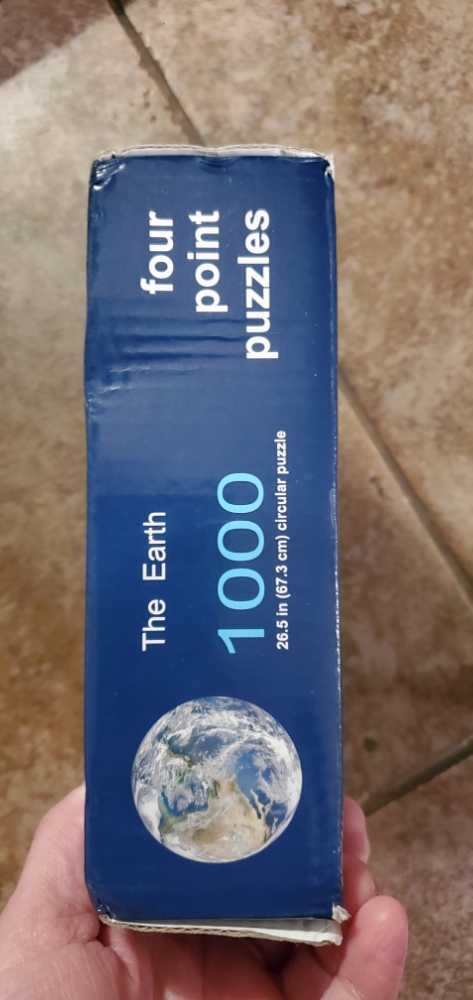 The Earth
1000
26.5 in (67.3 cm) circular puzzle
four
point
puzzles